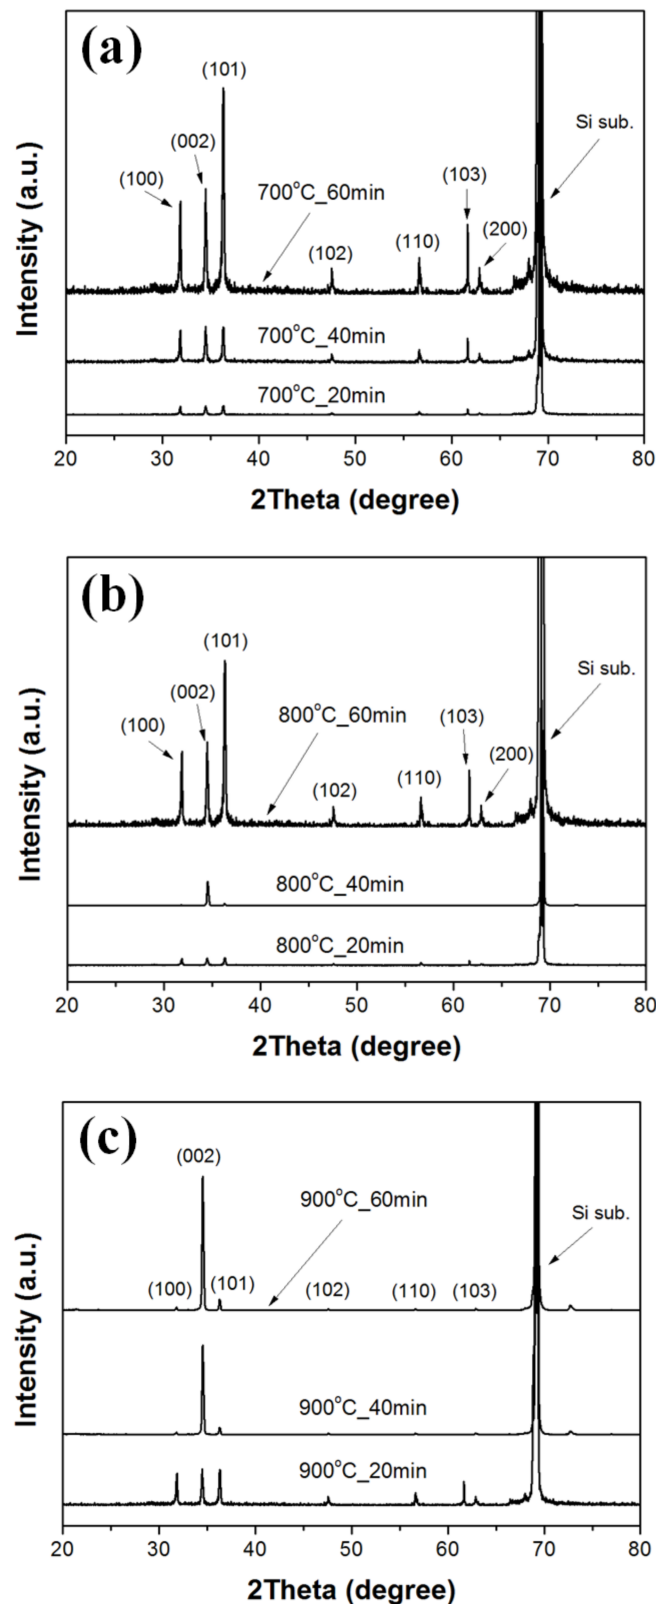 (a)
(101)
(002)
(100)
700°C_60min
(102)
(110)
(103)
(200)
Si sub.
700°C_40min
700°C_20min
Intensity (a.u.)
20 30 40 50 60 70 80
2Theta (degree)
(b)
(101)
(002)
(100)
800°C_60min
(102)
(110)
(103)
(200)
Si sub.
800°C_40min
800°C_20min
Intensity (a.u.)
20 30 40 50 60 70 80
2Theta (degree)
(c)
(002)
(100)
(101)
900°C_60min
(102)
(110)
(103)
Si sub.
900°C_40min
900°C_20min
Intensity (a.u.)
20 30 40 50 60 70 80
2Theta (degree)